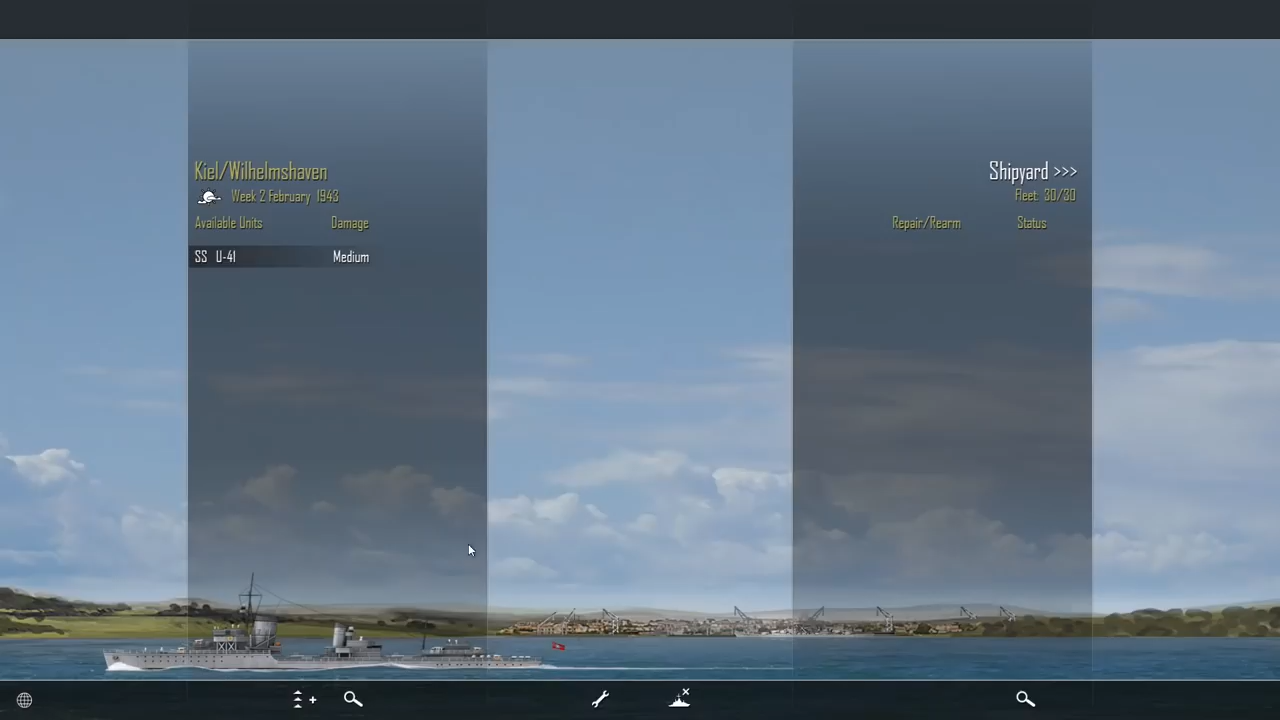 Kiel/Wilhelmshaven
Week 2 February 1943
Available Units Damage
SS U-41 Medium
Shipyard >>>
Fleet: 30/30
Repair/Rearm Status